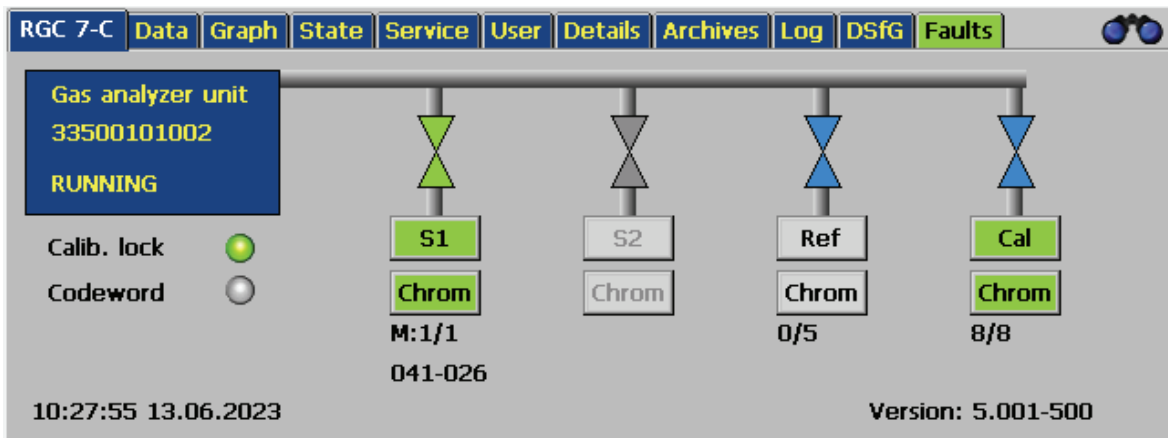 RGC 7-C Data Graph State Service User Details Archives Log DSfG Faults
Gas analyzer unit
33500101002
RUNNING
Calib. lock
Codeword
S1 S2 Ref Cal
Chrom Chrom Chrom Chrom
M:1/1 0/5 8/8
041-026
10:27:55 13.06.2023 Version: 5.001-500